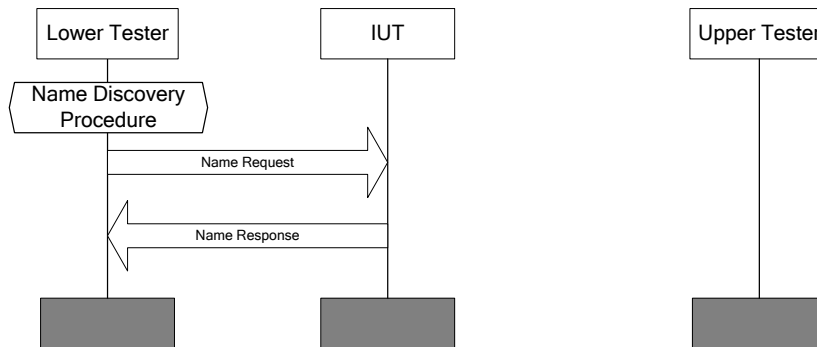 Lower Tester
IUT
Upper Tester
Name Discovery
Procedure
Name Request
Name Response